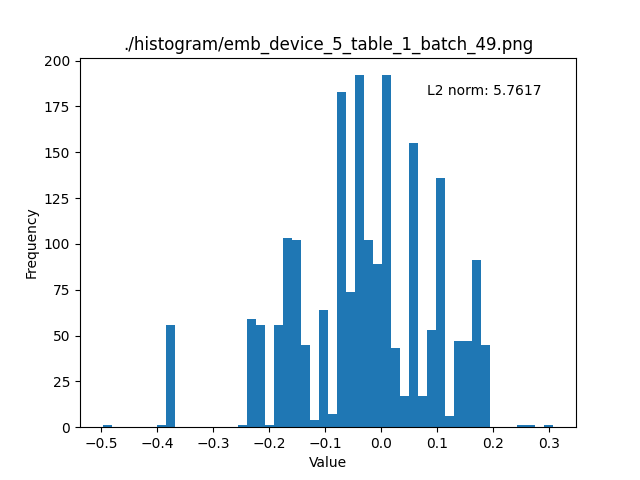 ./histogram/emb_device_5_table_1_batch_49.png
L2 norm: 5.7617
Frequency
200
175
150
125
100
75
50
25
0
−0.5 −0.4 −0.3 −0.2 −0.1 0.0 0.1 0.2 0.3
Value